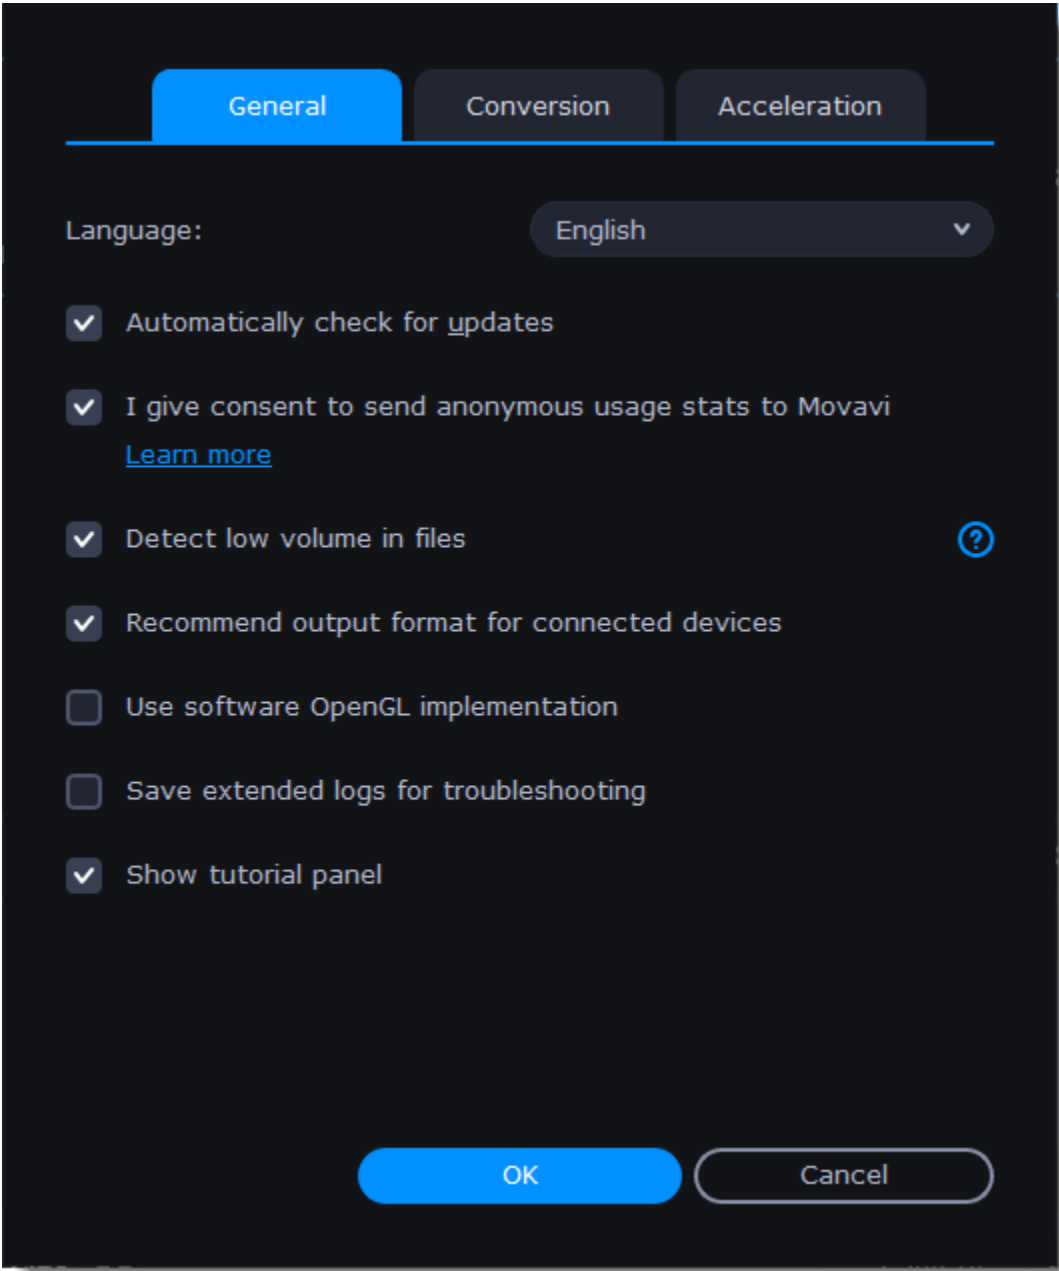 General Conversion Acceleration
Language: English
Automatically check for updates
I give consent to send anonymous usage stats to Movavi
Learn more
Detect low volume in files
Recommend output format for connected devices
Use software OpenGL implementation
Save extended logs for troubleshooting
Show tutorial panel
OK Cancel